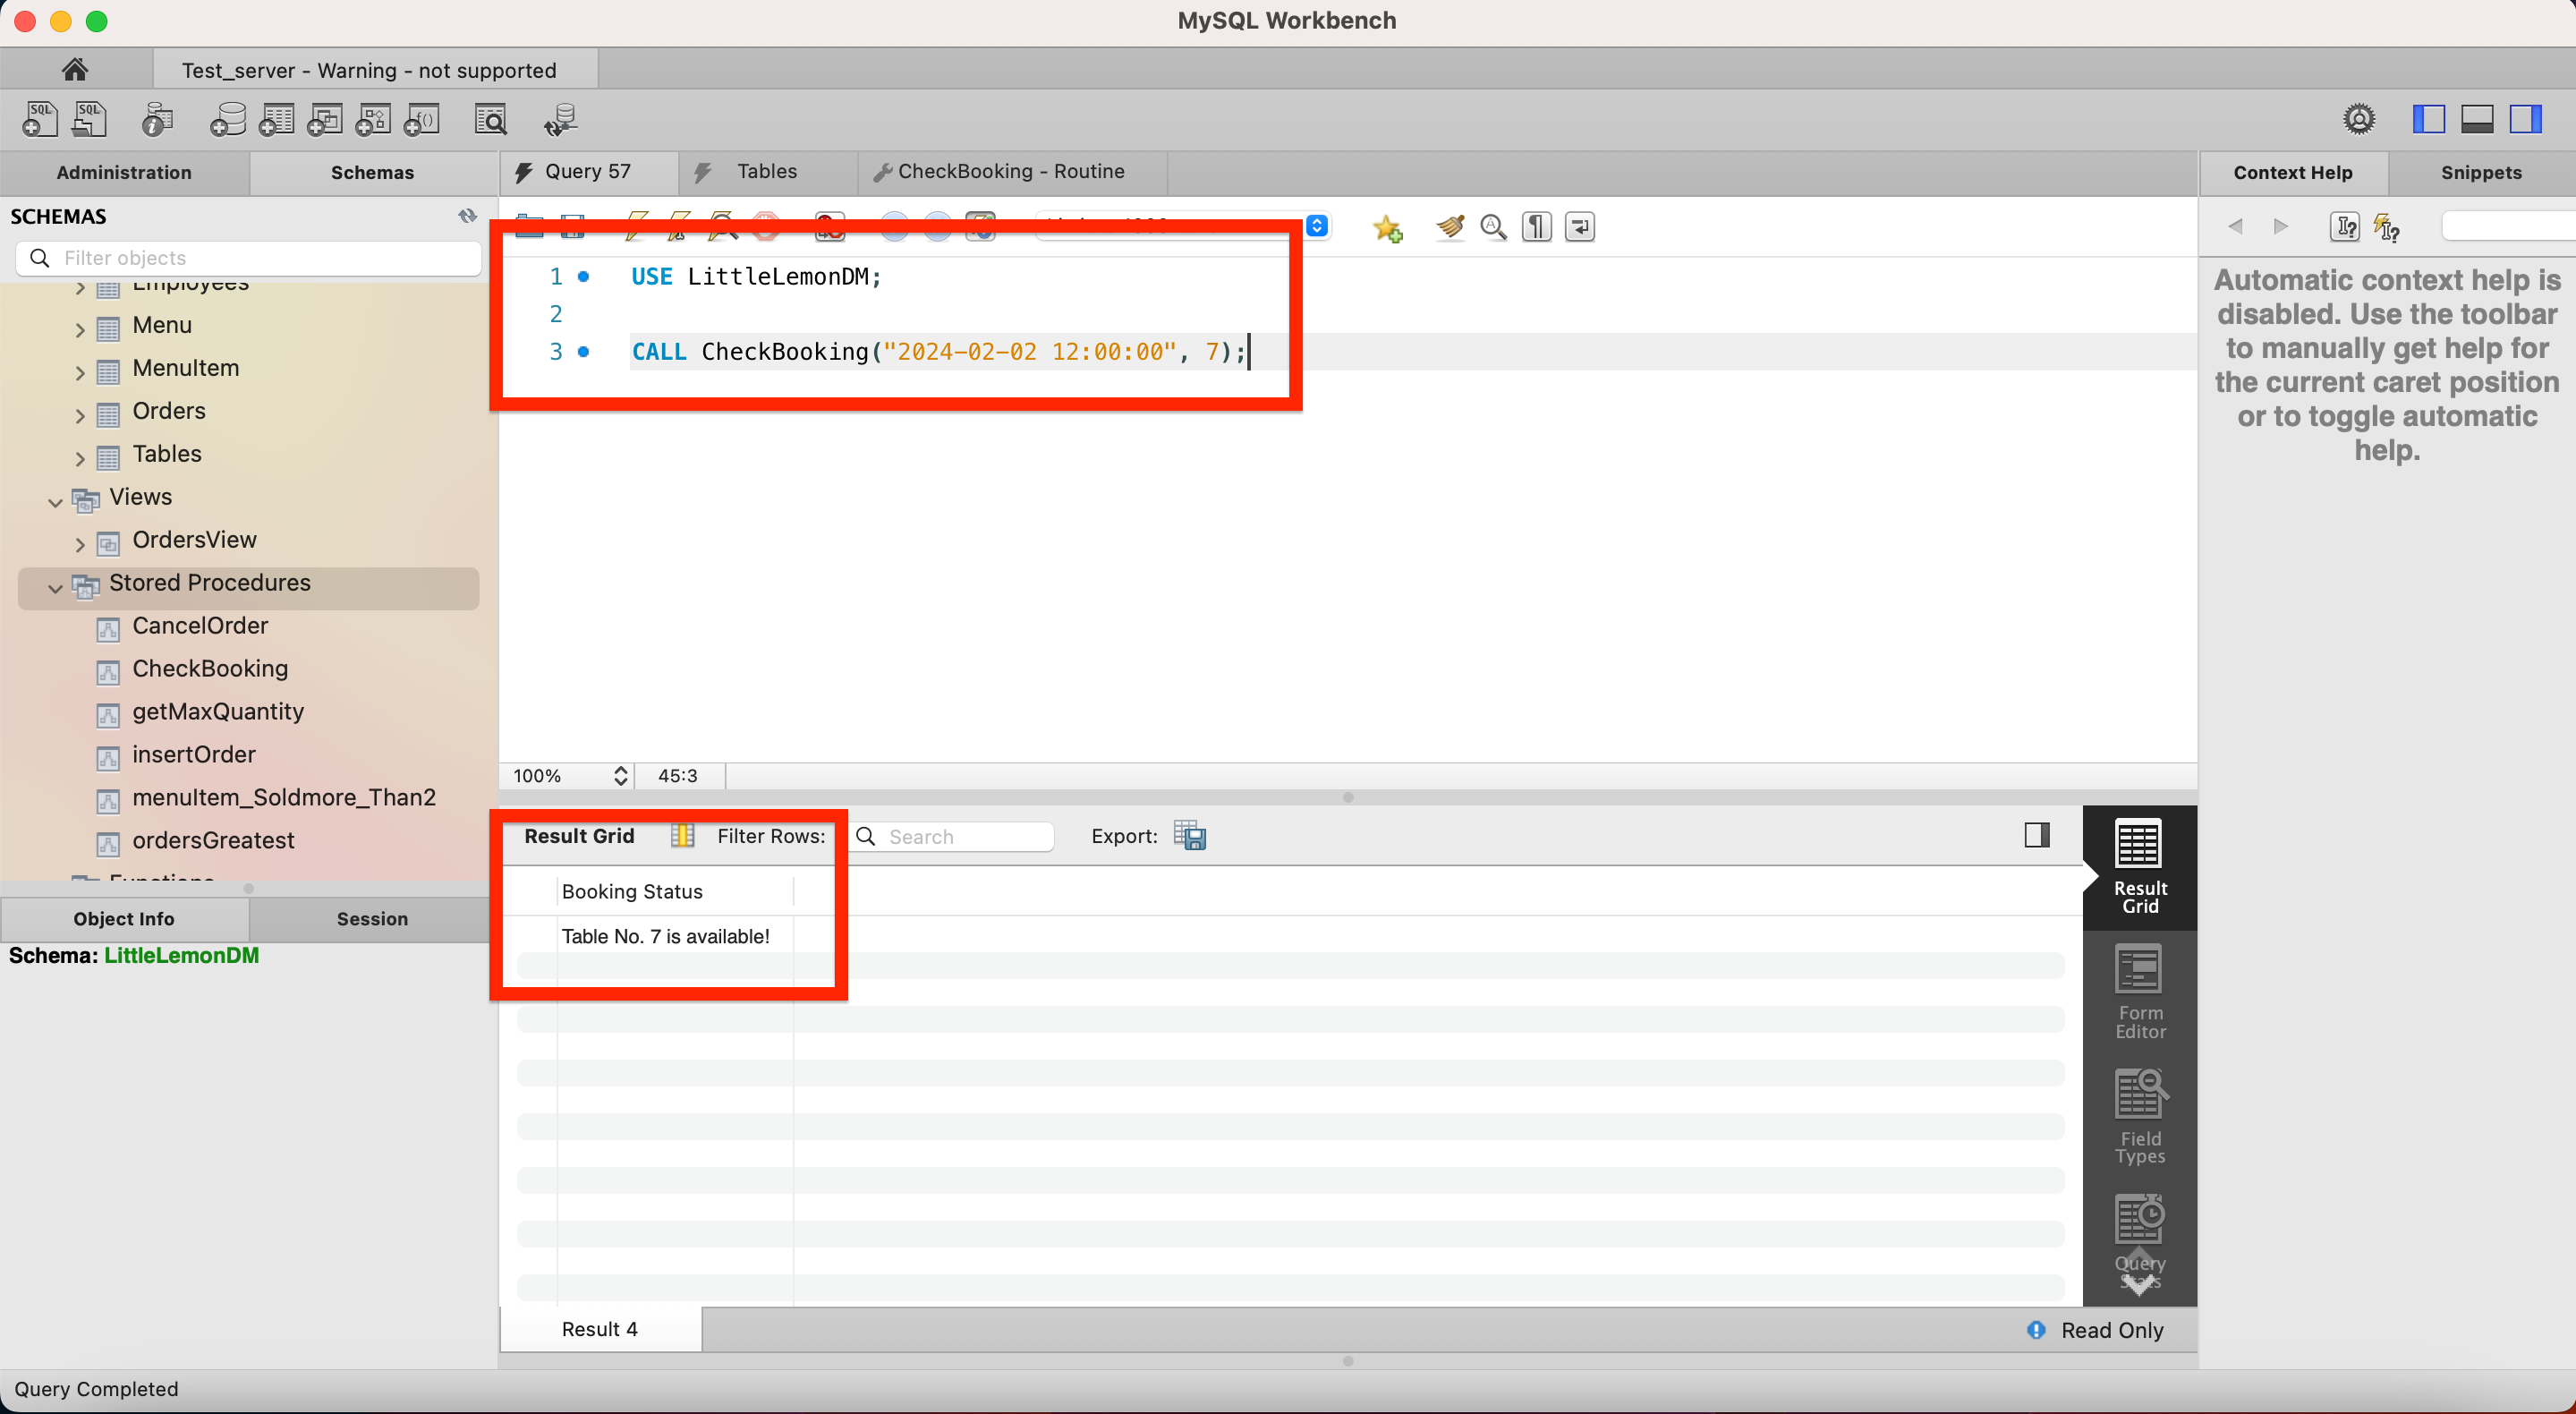 MySQL Workbench
Test_server - Warning - not supported
SQL
SQL
Administration
Schemas
Query 57
Tables
CheckBooking - Routine
Context Help
Snippets
SCHEMAS
Filter objects
Employees
Menu
MenuItem
Orders
Tables
Views
OrdersView
Stored Procedures
CancelOrder
CheckBooking
getMaxQuantity
insertOrder
menuItem_Soldmore_Than2
ordersGreatest
Functions
Object Info
Session
Schema: LittleLemonDM
1 USE LittleLemonDM;
2
3 CALL CheckBooking("2024-02-02 12:00:00", 7);
100%
45:3
Result Grid
Filter Rows:
Search
Export:
Booking Status
Table No. 7 is available!
Result
Grid
Form
Editor
Field
Types
Query
Stats
Result 4
Read Only
Automatic context help is
disabled. Use the toolbar
to manually get help for
the current caret position
or to toggle automatic
help.
Query Completed